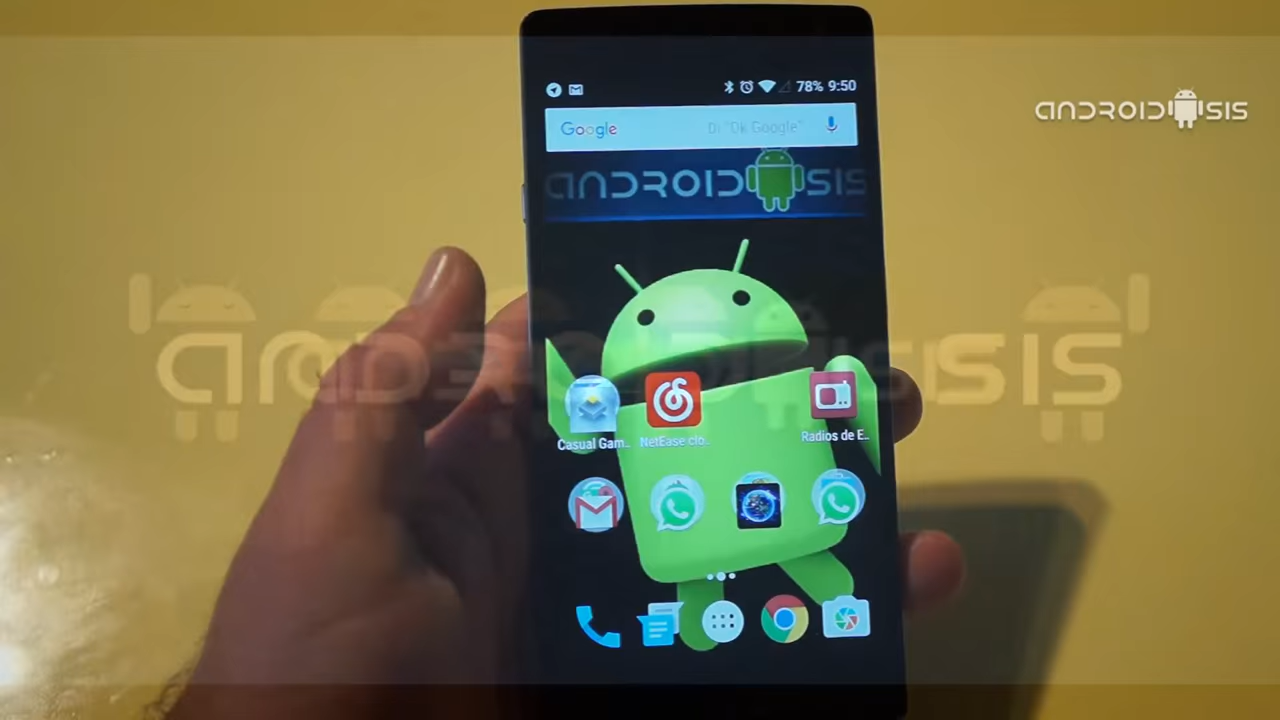 78% 9:50
ANDROIDSIS
Google Di "Ok Google"
ANDROIDSIS
ANDROIDSIS
Casual Gam.. NetEase clo.. Radios de E..